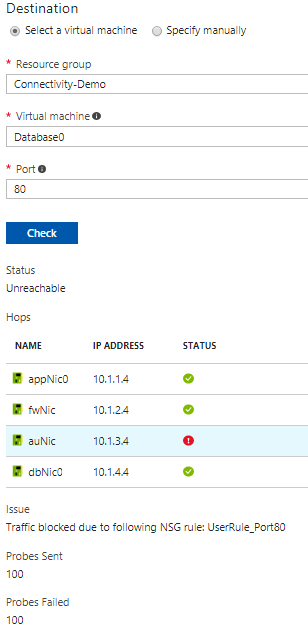 Destination
Select a virtual machine Specify manually
* Resource group
Connectivity-Demo
* Virtual machine
Database0
* Port
80
Check
Status
Unreachable
Hops
NAME IP ADDRESS STATUS
appNic0 10.1.1.4
fwNic 10.1.2.4
auNic 10.1.3.4
dbNic0 10.1.4.4
Issue
Traffic blocked due to following NSG rule: UserRule_Port80
Probes Sent
100
Probes Failed
100